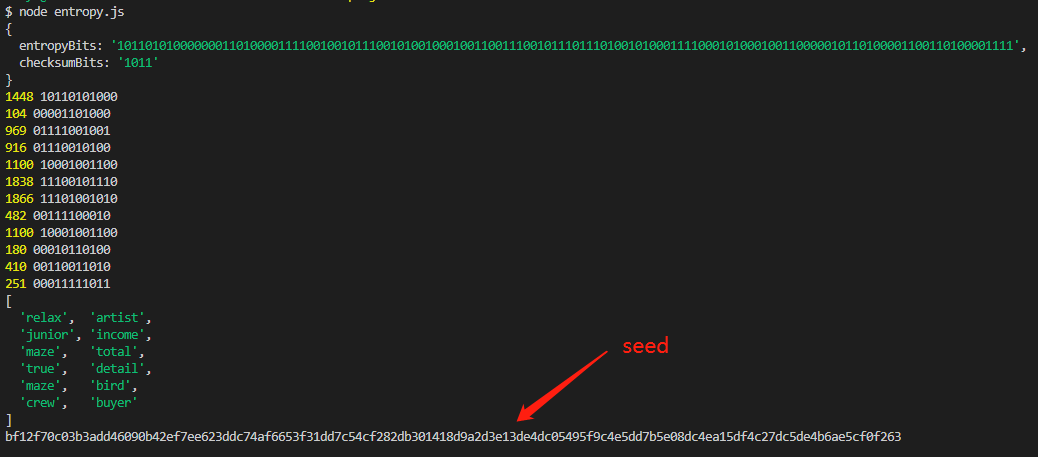 $ node entropy.js
{
entropyBits: '10110101000000011010000111100100101110010100100010011001110010111011101001010001111000101000100110000010110100001100110100001111',
checksumBits: '1011'
}
1448 10110101000
104 00001101000
969 01111001001
916 01110010100
1100 10001001100
1838 11100101110
1866 11101001010
482 00111100010
1100 10001001100
180 00010110100
410 00110011010
251 00011111011
[
'relax', 'artist',
'junior', 'income',
'maze', 'total',
'true', 'detail',
'maze', 'bird',
'crew', 'buyer'
]
seed
bf12f70c03b3add46090b42ef7ee623ddc74af6653f31dd7c54cf282db301418d9a2d3e13de4dc05495f9c4e5dd7b5e08dc4ea15df4c27dc5de4b6ae5cf0f263